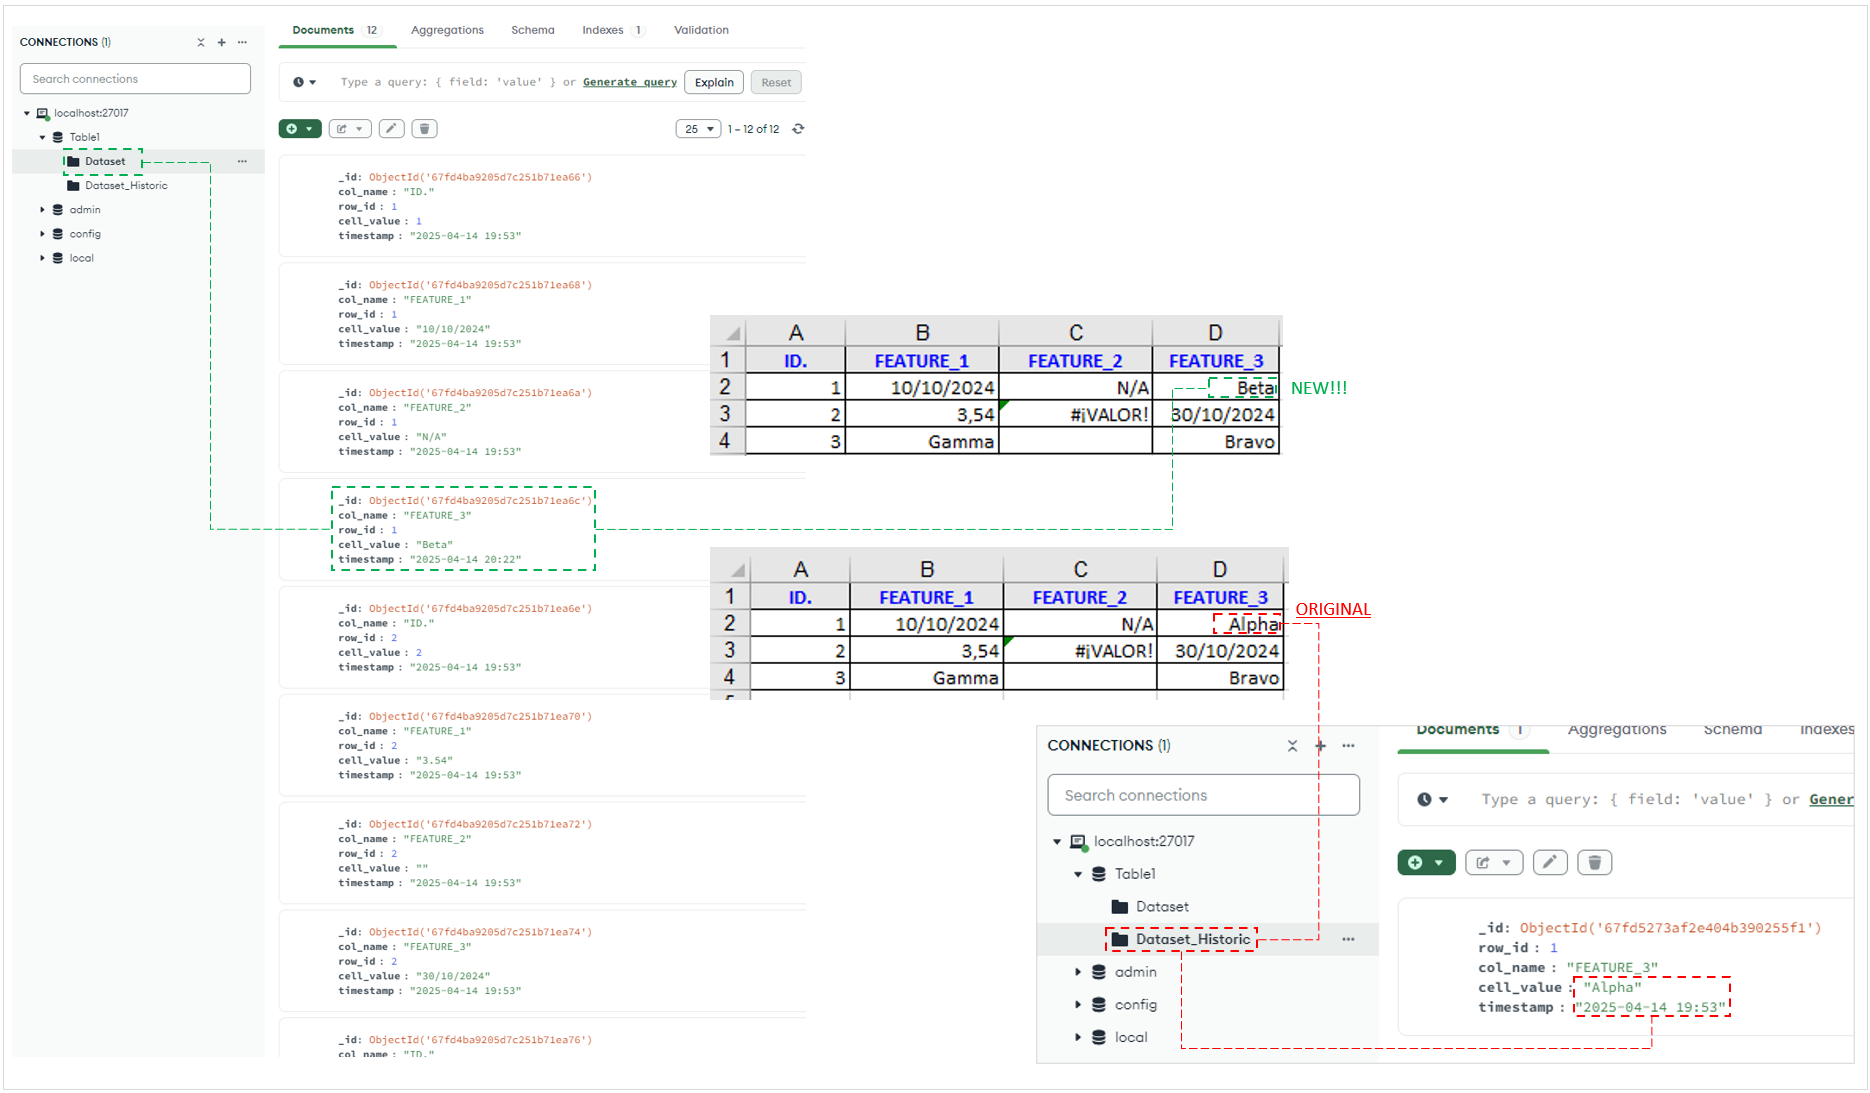 CONNECTIONS (1)
Search connections
localhost:27017
Table1
Dataset
Dataset_Historic
admin
config
local
Documents 12 Aggregations Schema Indexes 1 Validation
Type a query: { field: 'value' } or Generate query Explain Reset
25 1 – 12 of 12
_id: ObjectId('67fd4ba9205d7c251b71ea66')
col_name : "ID."
row_id : 1
cell_value : 1
timestamp : "2025-04-14 19:53"
_id: ObjectId('67fd4ba9205d7c251b71ea68')
col_name : "FEATURE_1"
row_id : 1
cell_value : "10/10/2024"
timestamp : "2025-04-14 19:53"
_id: ObjectId('67fd4ba9205d7c251b71ea6a')
col_name : "FEATURE_2"
row_id : 1
cell_value : "N/A"
timestamp : "2025-04-14 19:53"
_id: ObjectId('67fd4ba9205d7c251b71ea6c')
col_name : "FEATURE_3"
row_id : 1
cell_value : "Beta"
timestamp : "2025-04-14 20:22"
_id: ObjectId('67fd4ba9205d7c251b71ea6e')
col_name : "ID."
row_id : 2
cell_value : 2
timestamp : "2025-04-14 19:53"
_id: ObjectId('67fd4ba9205d7c251b71ea70')
col_name : "FEATURE_1"
row_id : 2
cell_value : "3.54"
timestamp : "2025-04-14 19:53"
_id: ObjectId('67fd4ba9205d7c251b71ea72')
col_name : "FEATURE_2"
row_id : 2
cell_value : ""
timestamp : "2025-04-14 19:53"
_id: ObjectId('67fd4ba9205d7c251b71ea74')
col_name : "FEATURE_3"
row_id : 2
cell_value : "30/10/2024"
timestamp : "2025-04-14 19:53"
_id: ObjectId('67fd4ba9205d7c251b71ea76')
col_name : "ID."
A B C D
1 ID. FEATURE_1 FEATURE_2 FEATURE_3
2 1 10/10/2024 N/A Beta NEW!!!
3 2 3,54 #¡VALOR! 30/10/2024
4 3 Gamma Bravo
A B C D
1 ID. FEATURE_1 FEATURE_2 FEATURE_3 ORIGINAL
2 1 10/10/2024 N/A Alpha
3 2 3,54 #¡VALOR! 30/10/2024
4 3 Gamma Bravo
CONNECTIONS (1)
Search connections
localhost:27017
Table1
Dataset
Dataset_Historic
admin
config
local
Documents 1 Aggregations Schema Indexes
Type a query: { field: 'value' } or Gener
_id: ObjectId('67fd5273af2e404b390255f1')
row_id : 1
col_name : "FEATURE_3"
cell_value : "Alpha"
timestamp : "2025-04-14 19:53"